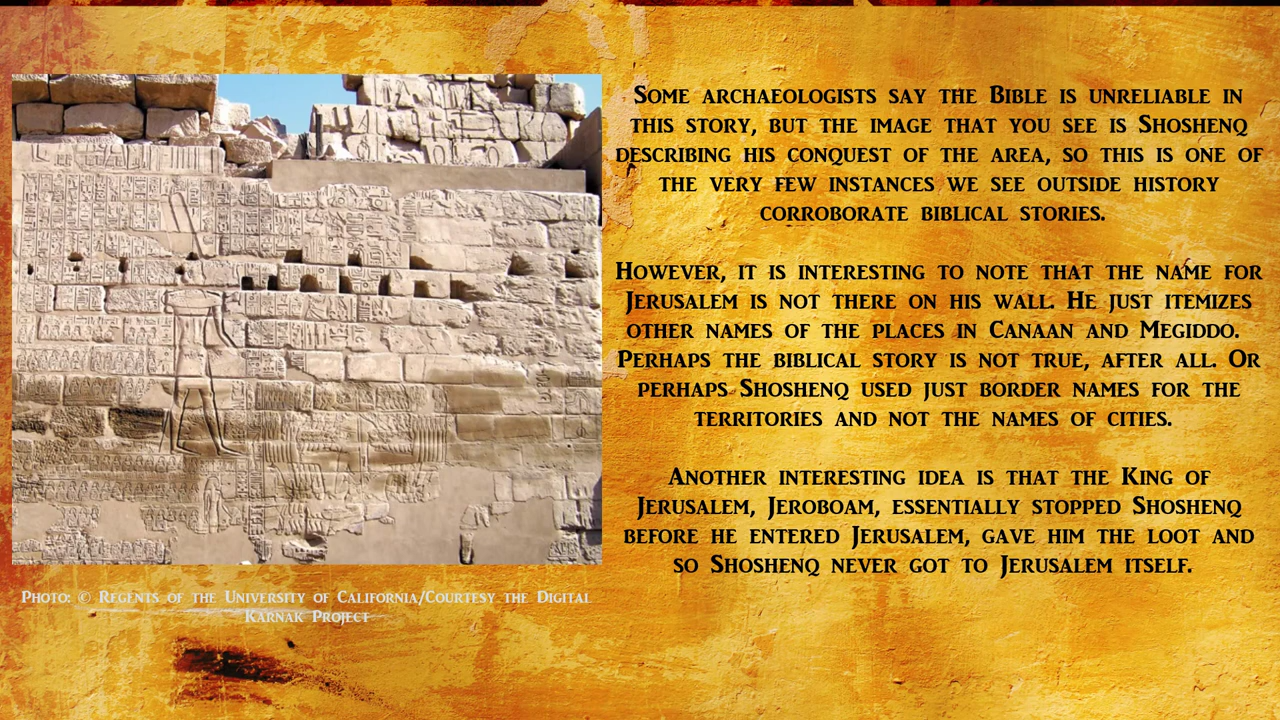 Some archaeologists say the Bible is unreliable in
this story, but the image that you see is Shoshenq
describing his conquest of the area, so this is one of
the very few instances we see outside history
corroborate biblical stories.
However, it is interesting to note that the name for
Jerusalem is not there on his wall. He just itemizes
other names of the places in Canaan and Megiddo.
Perhaps the biblical story is not true, after all. Or
perhaps Shoshenq used just border names for the
territories and not the names of cities.
Another interesting idea is that the King of
Jerusalem, Jeroboam, essentially stopped Shoshenq
before he entered Jerusalem, gave him the loot and
so Shoshenq never got to Jerusalem itself.
Photo: © Regents of the University of California/Courtesy the Digital
Karnak Project